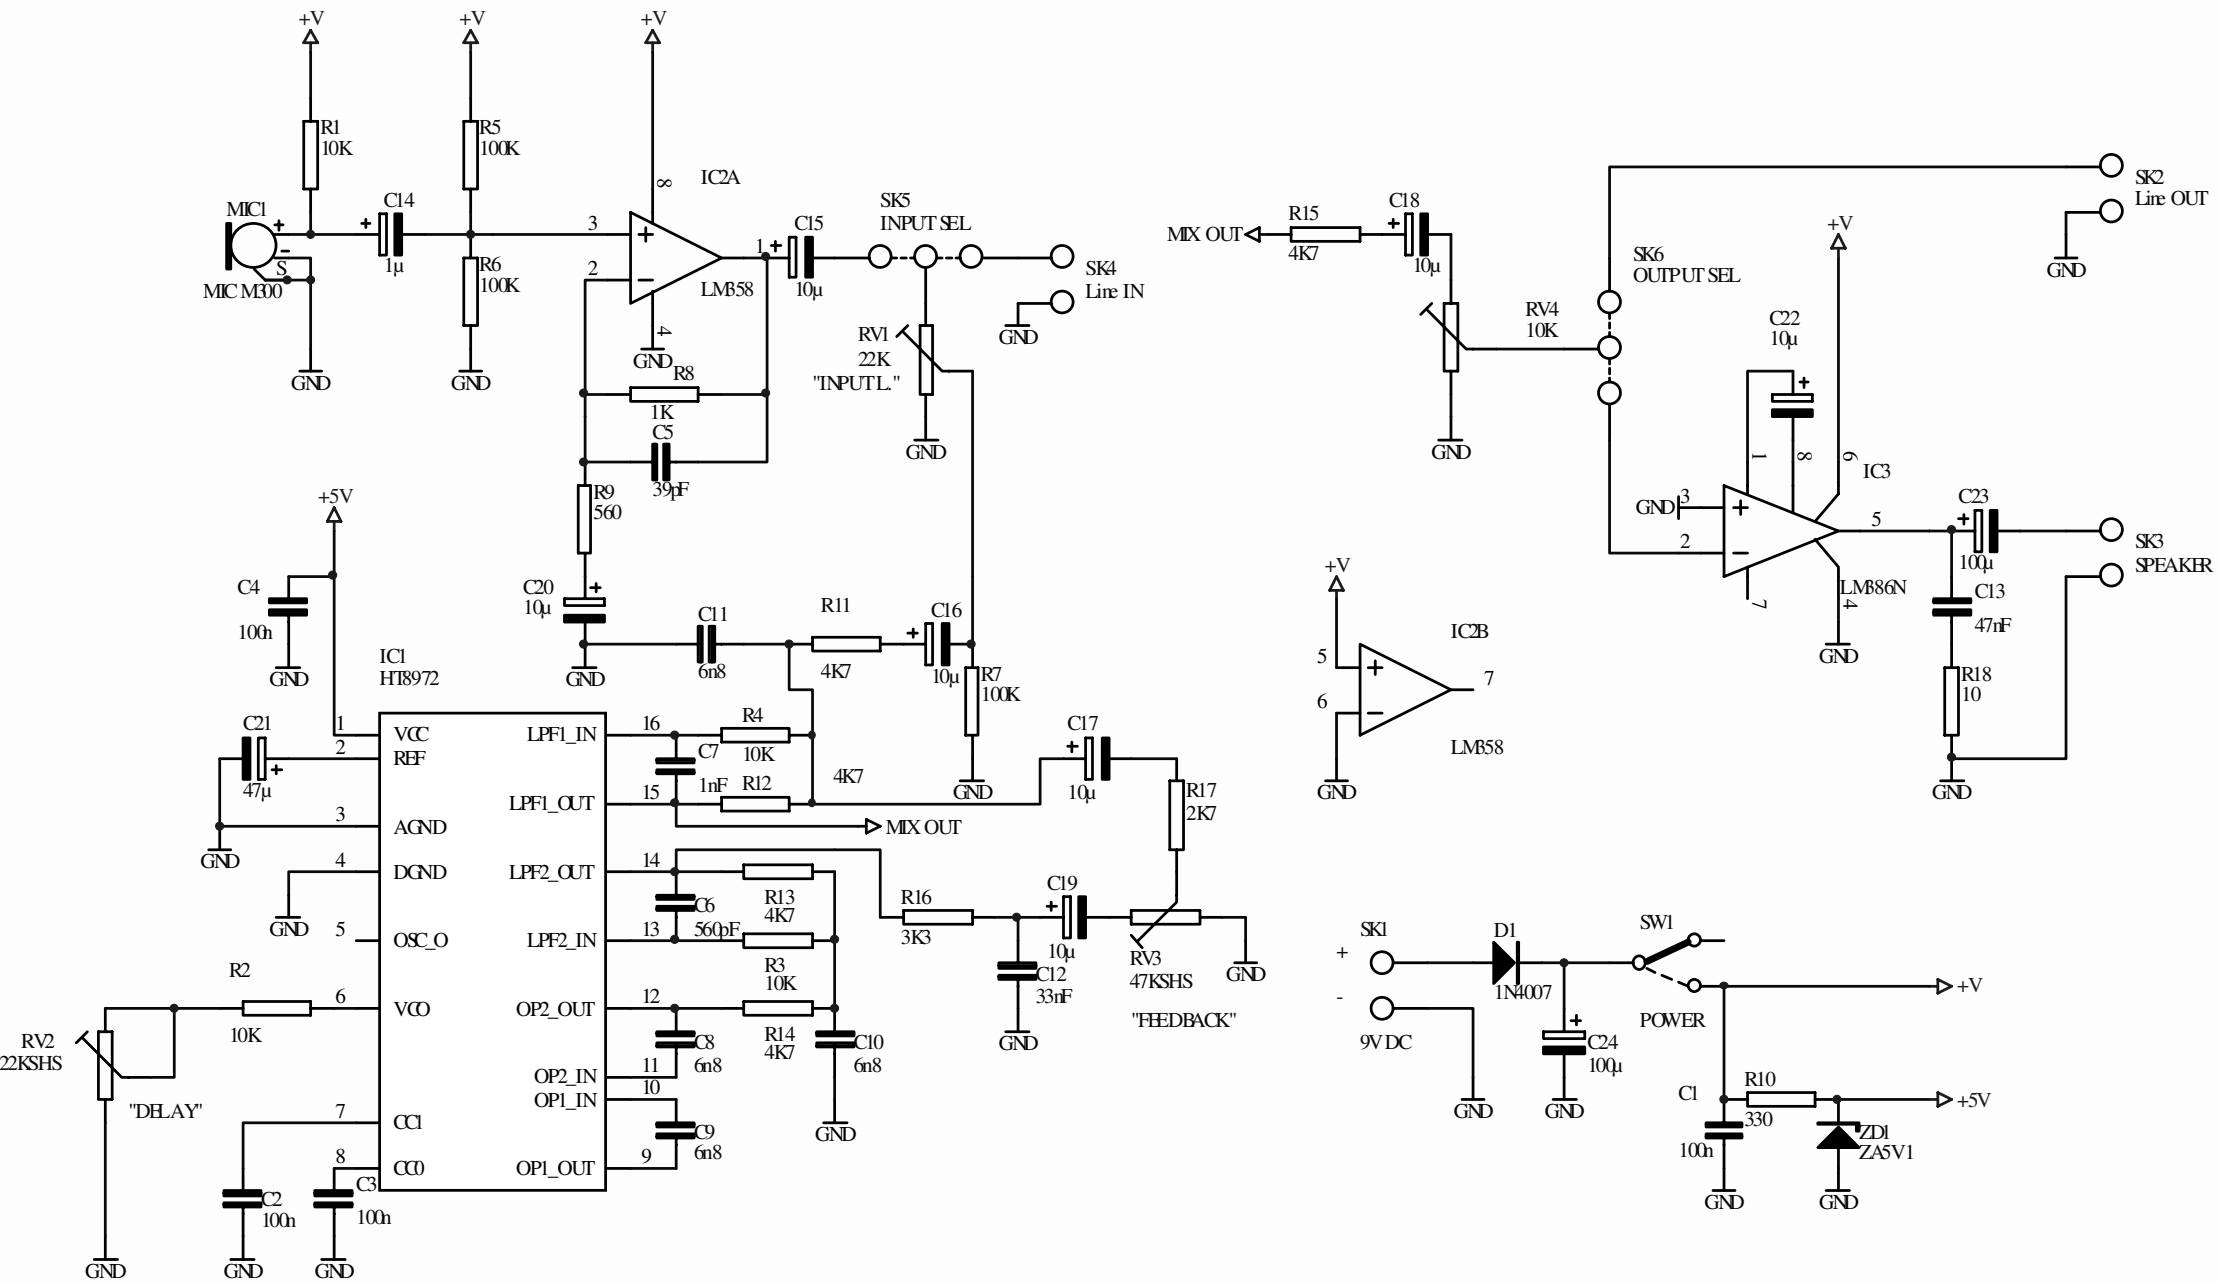 +V
+V
+V
R1
10K
R5
100K
8
IC2A
MIC1
+
-
S
MIC M300
C14
+
1µ
R6
100K
3
2
+
−
1
4
LM358
GND
GND
GND
+
C15
10µ
SK5
INPUT SEL
SK4
Line IN
GND
RV1
22K
"INPUT L."
GND
R8
1K
C5
39pF
R9
560
C20
10µ
+
GND
C11
6n8
R11
4K7
C16
+
10µ
R7
100K
GND
MIX OUT
R15
4K7
C18
+
10µ
RV4
10K
GND
SK6
OUTPUT SEL
SK2
Line OUT
GND
+V
C22
10µ
+
1
8
6
IC3
GND
3
2
+
−
5
7
4
LM386N
GND
C23
+
100µ
SK3
SPEAKER
C13
47nF
R18
10
GND
+5V
C4
100n
GND
IC1
HT8972
C21
47µ
+
GND
GND
1
2
3
4
5
6
7
8
VCC
REF
AGND
DGND
OSC_O
VCO
CC1
CC0
LPF1_IN
LPF1_OUT
LPF2_OUT
LPF2_IN
OP2_OUT
OP2_IN
OP1_IN
OP1_OUT
16
15
14
13
12
11
10
9
R4
10K
C7
1nF
R12
4K7
MIX OUT
C17
+
10µ
R17
2K7
R13
4K7
C6
560pF
R3
10K
R14
4K7
C8
6n8
C10
6n8
GND
C9
6n8
R16
3K3
C19
+
10µ
C12
33nF
GND
RV3
47KSHS
"FEEDBACK"
GND
R2
10K
RV2
22KSHS
"DELAY"
GND
C2
100n
GND
C3
100n
GND
+V
5
6
+
−
7
IC2B
LM358
GND
SK1
+
-
9V DC
GND
D1
1N4007
+
C24
100µ
GND
SW1
POWER
+V
C1
100n
GND
R10
330
+5V
ZD1
ZA5V1
GND